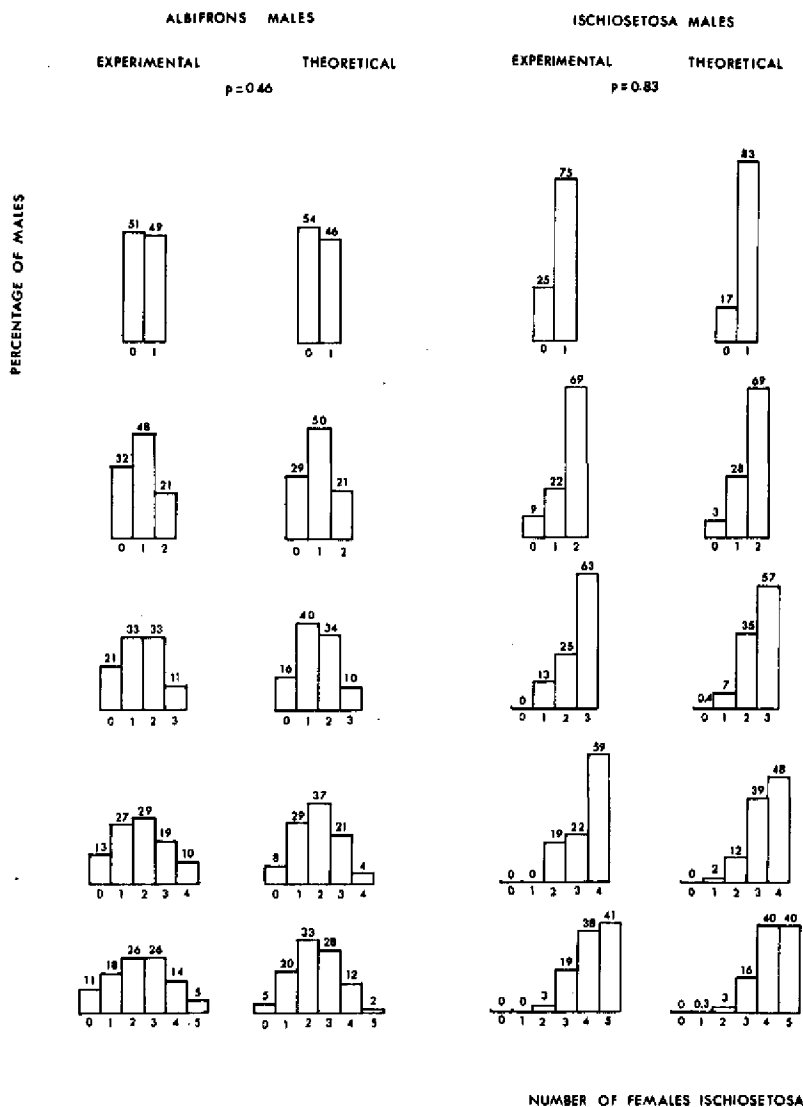 ALBIFRONS MALES
ISCHIOSETOSA MALES
EXPERIMENTAL THEORETICAL
EXPERIMENTAL THEORETICAL
p=0.46
p=0.83
PERCENTAGE OF MALES
51 49
0 1
54 46
0 1
25 75
0 1
17 83
0 1
32 48 21
0 1 2
29 50 21
0 1 2
9 22 69
0 1 2
3 28 69
0 1 2
21 33 33 11
0 1 2 3
16 40 34 10
0 1 2 3
0 13 25 63
0 1 2 3
0.4 7 35 57
0 1 2 3
13 27 29 19 10
0 1 2 3 4
8 29 37 21 4
0 1 2 3 4
0 0 19 22 59
0 1 2 3 4
0 2 12 39 48
0 1 2 3 4
11 18 26 26 14 5
0 1 2 3 4 5
5 20 33 28 12 2
0 1 2 3 4 5
0 0 3 19 38 41
0 1 2 3 4 5
0 0.3 3 16 40 40
0 1 2 3 4 5
NUMBER OF FEMALES ISCHIOSETOSA